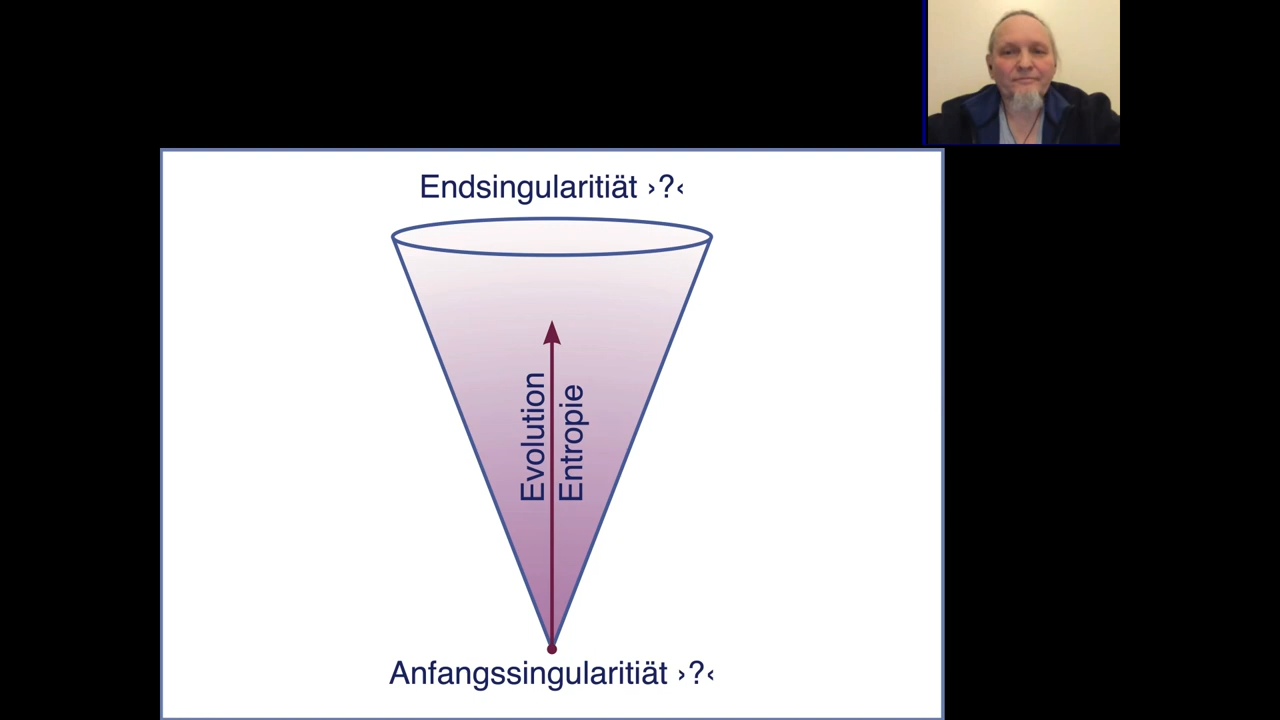 Endsingularitiät ›?‹
Evolution
Entropie
Anfangssingularitiät ›?‹